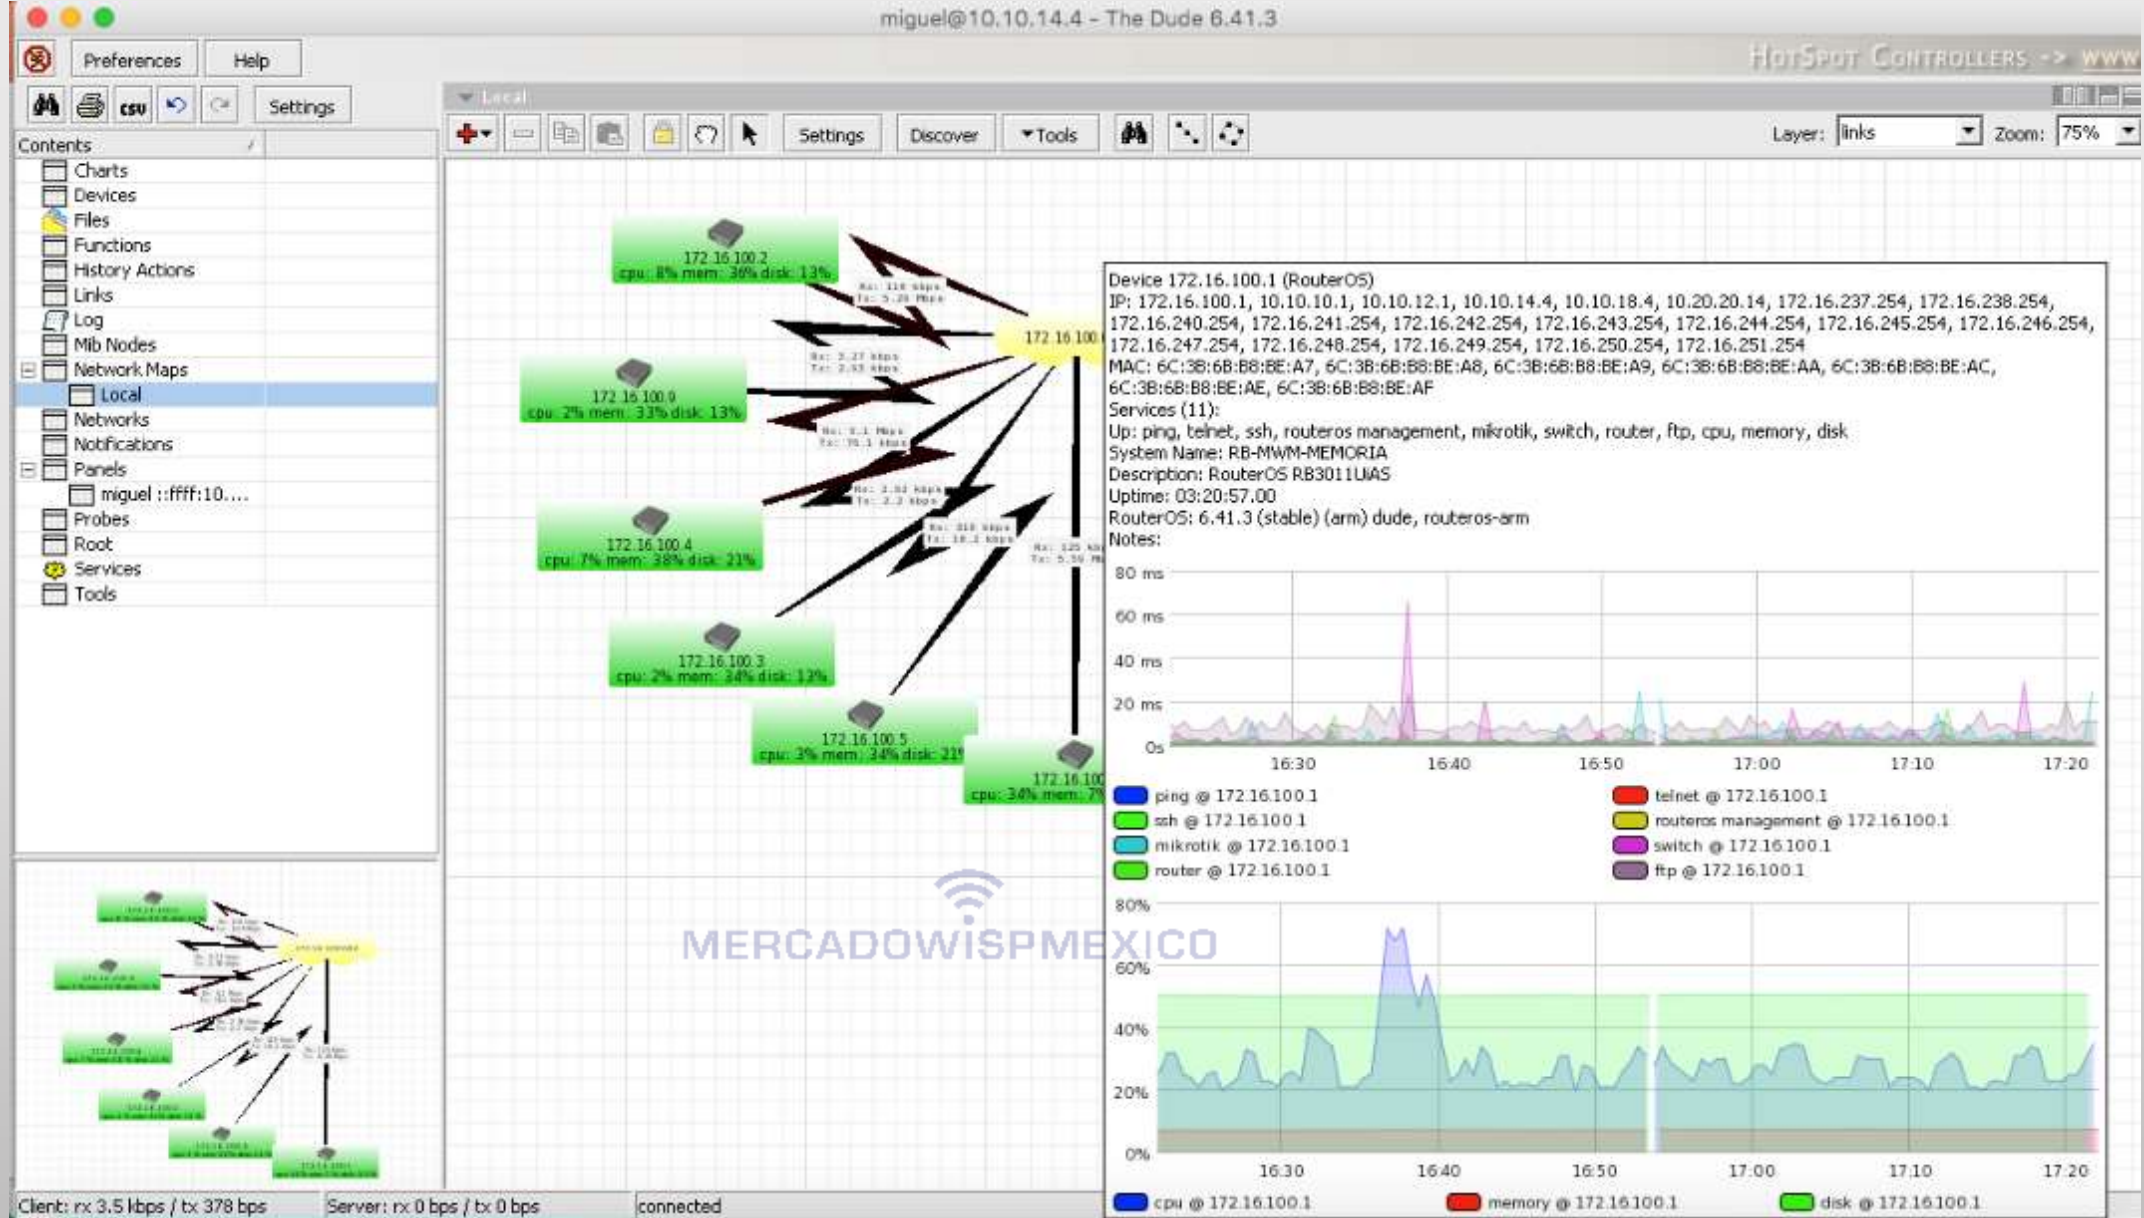 miguel@10.10.14.4 - The Dude 6.41.3
Preferences Help
HotSpot Controllers -> www
csv Settings
Local
Settings Discover Tools Layer: links Zoom: 75%
Contents
Charts
Devices
Files
Functions
History Actions
Links
Log
Mib Nodes
Network Maps
Local
Networks
Notifications
Panels
miguel ::ffff:10....
Probes
Root
Services
Tools
172.16.100.2
cpu: 8% mem: 36% disk: 13%
172.16.100.9
cpu: 2% mem: 33% disk: 13%
172.16.100.4
cpu: 7% mem: 38% disk: 21%
172.16.100.3
cpu: 2% mem: 34% disk: 13%
172.16.100.5
cpu: 3% mem: 34% disk: 21%
172.16.100
cpu: 34% mem: 7%
172.16.100.
Device 172.16.100.1 (RouterOS)
IP: 172.16.100.1, 10.10.10.1, 10.10.12.1, 10.10.14.4, 10.10.18.4, 10.20.20.14, 172.16.237.254, 172.16.238.254,
172.16.240.254, 172.16.241.254, 172.16.242.254, 172.16.243.254, 172.16.244.254, 172.16.245.254, 172.16.246.254,
172.16.247.254, 172.16.248.254, 172.16.249.254, 172.16.250.254, 172.16.251.254
MAC: 6C:3B:6B:B8:BE:A7, 6C:3B:6B:B8:BE:A8, 6C:3B:6B:B8:BE:A9, 6C:3B:6B:B8:BE:AA, 6C:3B:6B:B8:BE:AC,
6C:3B:6B:B8:BE:AE, 6C:3B:6B:B8:BE:AF
Services (11):
Up: ping, telnet, ssh, routeros management, mikrotik, switch, router, ftp, cpu, memory, disk
System Name: RB-MWM-MEMORIA
Description: RouterOS RB3011UiAS
Uptime: 03:20:57.00
RouterOS: 6.41.3 (stable) (arm) dude, routeros-arm
Notes:
80 ms
60 ms
40 ms
20 ms
0s
16:30 16:40 16:50 17:00 17:10 17:20
ping @ 172.16.100.1 telnet @ 172.16.100.1
ssh @ 172.16.100.1 routeros management @ 172.16.100.1
mikrotik @ 172.16.100.1 switch @ 172.16.100.1
router @ 172.16.100.1 ftp @ 172.16.100.1
80%
60%
40%
20%
0%
16:30 16:40 16:50 17:00 17:10 17:20
cpu @ 172.16.100.1 memory @ 172.16.100.1 disk @ 172.16.100.1
MERCADOWISPMEXICO
Client: rx 3.5 kbps / tx 378 bps Server: rx 0 bps / tx 0 bps connected